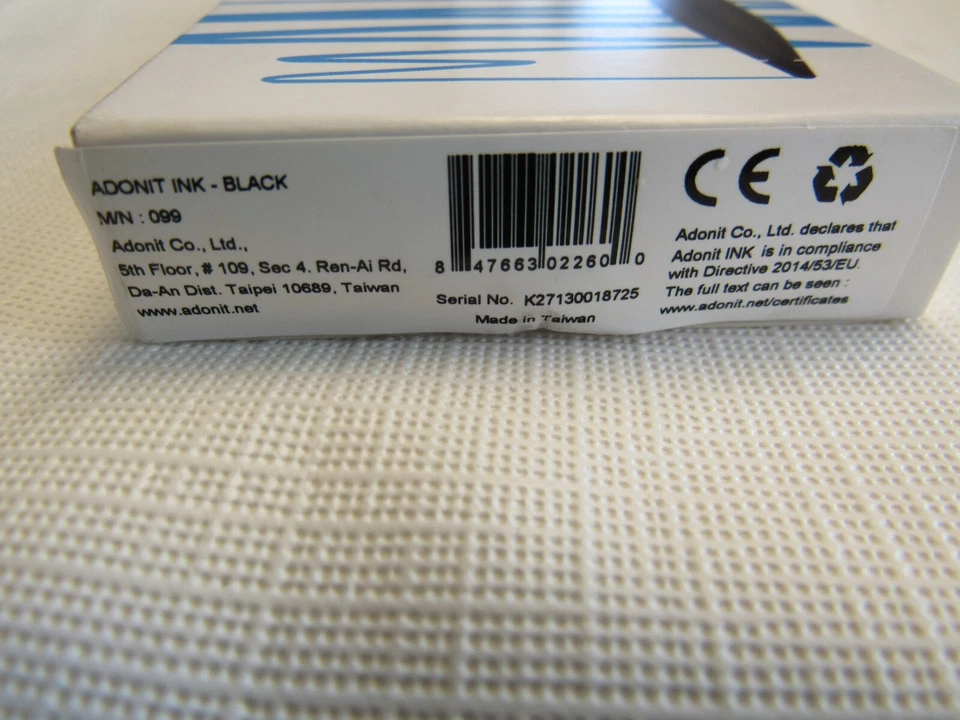 ADONIT INK - BLACK
M/N : 099
Adonit Co., Ltd.,
5th Floor, # 109, Sec 4. Ren-Ai Rd,
Da-An Dist. Taipei 10689, Taiwan
www.adonit.net
8 47663 02260 0
Serial No. K27130018725
Made in Taiwan
CE
Adonit Co., Ltd. declares that
Adonit INK is in compliance
with Directive 2014/53/EU.
The full text can be seen :
www.adonit.net/certificates